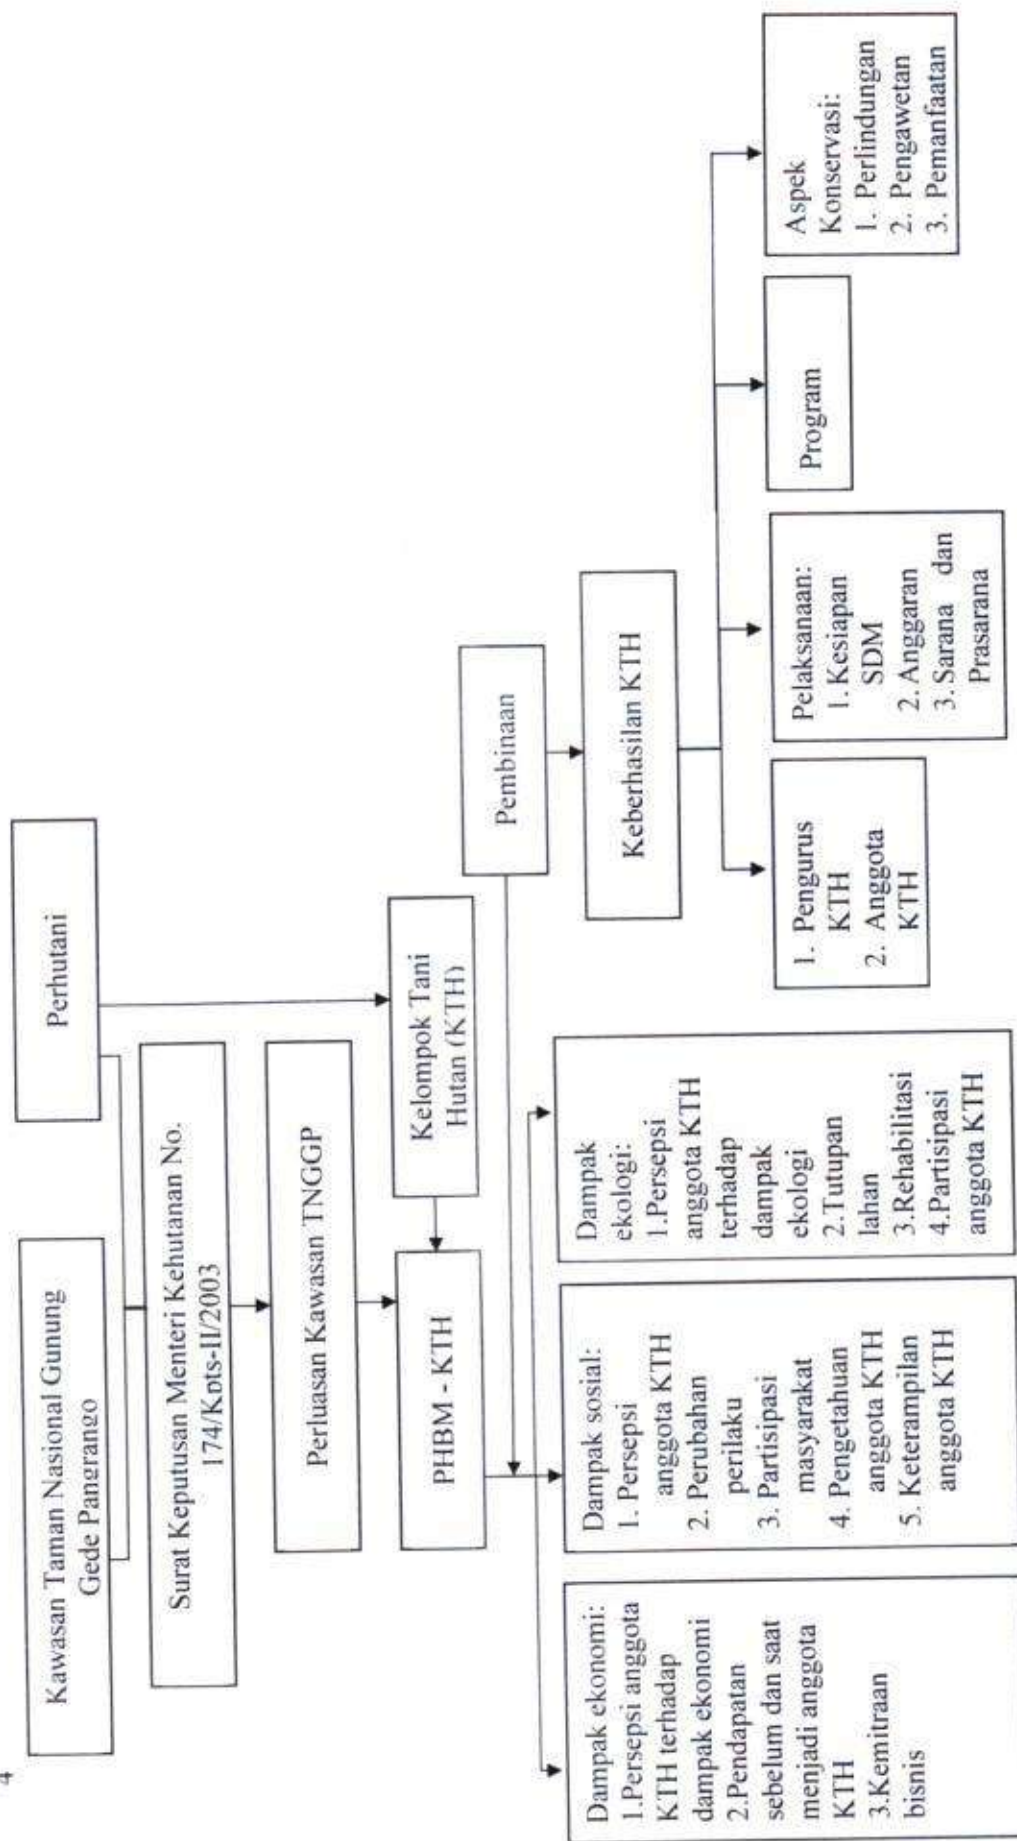 4
Kawasan Taman Nasional Gunung
Gede Pangrango
Perhutani
Surat Keputusan Menteri Kehutanan No.
174/Kpts-II/2003
Perluasan Kawasan TNGGP
Kelompok Tani
Hutan (KTH)
PHBM - KTH
Pembinaan
Keberhasilan KTH
Dampak ekonomi:
1.Persepsi anggota
KTH terhadap
dampak ekonomi
2.Pendapatan
sebelum dan saat
menjadi anggota
KTH
3.Kemitraan
bisnis
Dampak sosial:
1. Persepsi
anggota KTH
2. Perubahan
perilaku
3. Partisipasi
masyarakat
4. Pengetahuan
anggota KTH
5. Keterampilan
anggota KTH
Dampak
ekologi:
1.Persepsi
anggota KTH
terhadap
dampak
ekologi
2.Tutupan
lahan
3.Rehabilitasi
4.Partisipasi
anggota KTH
1. Pengurus
KTH
2. Anggota
KTH
Pelaksanaan:
1. Kesiapan
SDM
2. Anggaran
3. Sarana dan
Prasarana
Program
Aspek
Konservasi:
1. Perlindungan
2. Pengawetan
3. Pemanfaatan